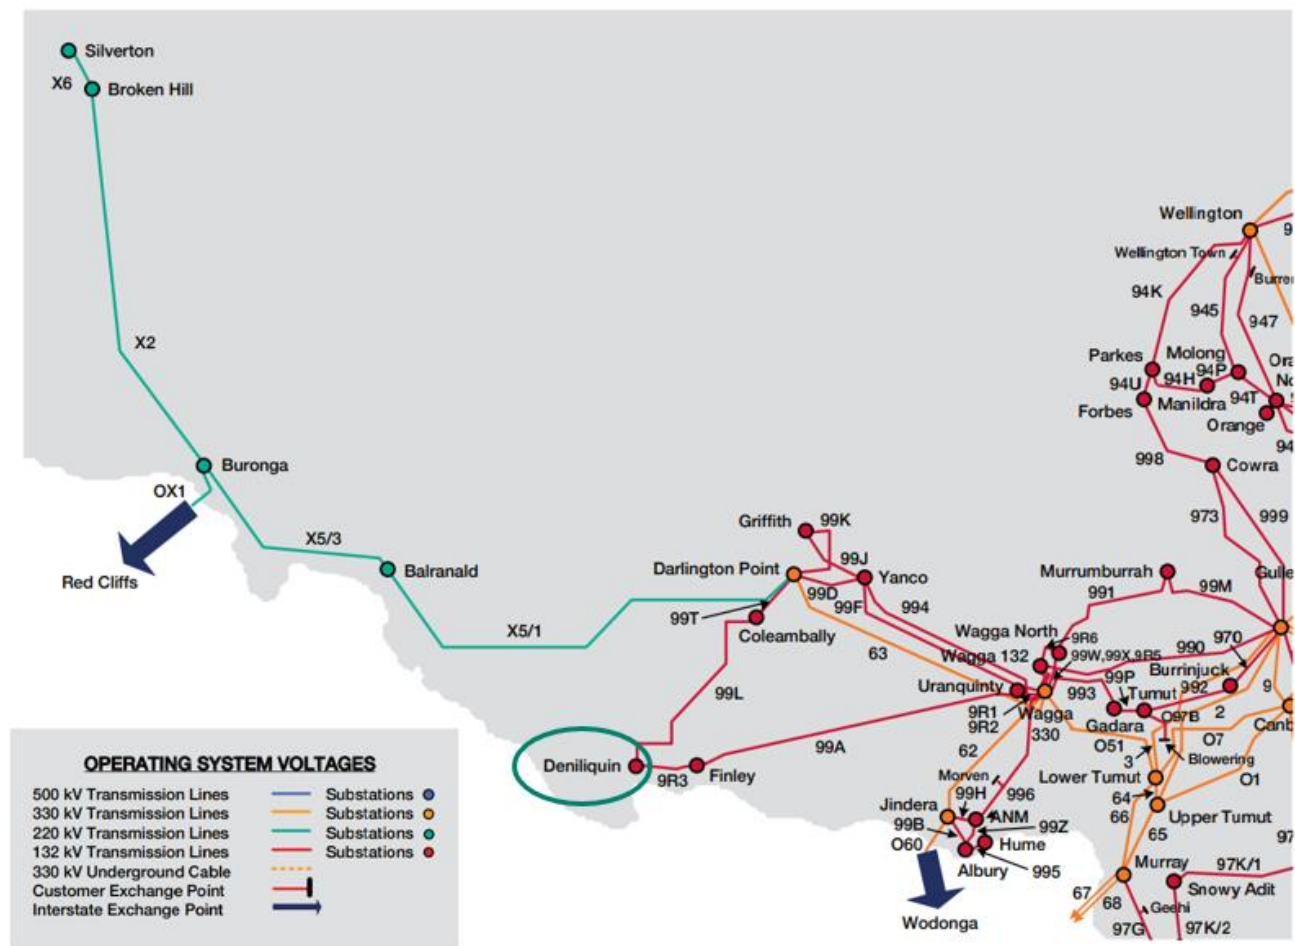 Silverton
X6
Broken Hill
Wellington
9
Wellington Town
94K
945
947
X2
Parkes
Molong
94P
94U
94H
94T
Forbes
Manildra
Orange
94
998
Cowra
Buronga
OX1
X5/3
973
999
Griffith
99K
Red Cliffs
Balranald
Darlington Point
99J
Yanco
99D
99F
994
Murrumburrah
991
99M
99T
Coleambally
X5/1
Wagga North
9R6
990
970
63
Wagga 132
99W,99X,9R5
Burrinjuck
99P
99L
Uranquinty
993
Tumut
992
9
9R1
Wagga
Gadara
2
9R2
330
O51
O7
99A
62
3
Blowering
Deniliquin
9R3
Finley
Morven
Lower Tumut
O1
99H
996
64
66
Upper Tumut
Jindera
ANM
65
99B
99Z
O60
Hume
97
995
Albury
Murray
97K/1
67
68
Snowy Adit
Geehi
Wodonga
97G
97K/2
OPERATING SYSTEM VOLTAGES
500 kV Transmission Lines Substations
330 kV Transmission Lines Substations
220 kV Transmission Lines Substations
132 kV Transmission Lines Substations
330 kV Underground Cable
Customer Exchange Point
Interstate Exchange Point